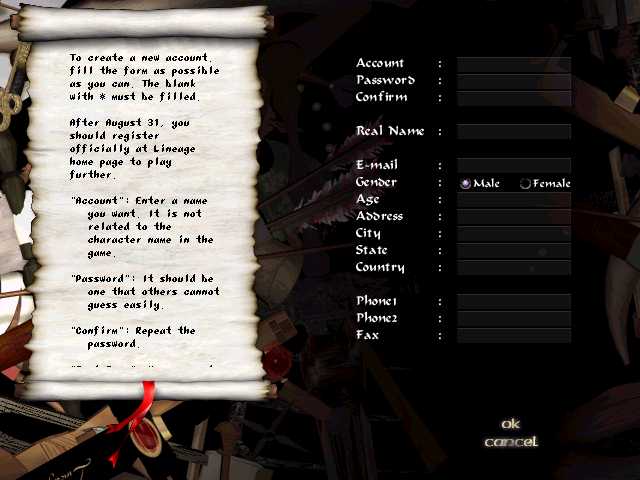 To create a new account,
fill the form as possible
as you can. The blank
with * must be filled.
After August 31, you
should register
officially at Lineage
home page to play
further.
"Account": Enter a name
you want. It is not
related to the
character name in the
game.
"Password": It should be
one that others cannot
guess easily.
"Confirm": Repeat the
password.
Account :
Password :
Confirm :
Real Name :
E-mail :
Gender : Male Female
Age :
Address :
City :
State :
Country :
Phone1 :
Phone2 :
Fax :
ok
cancel